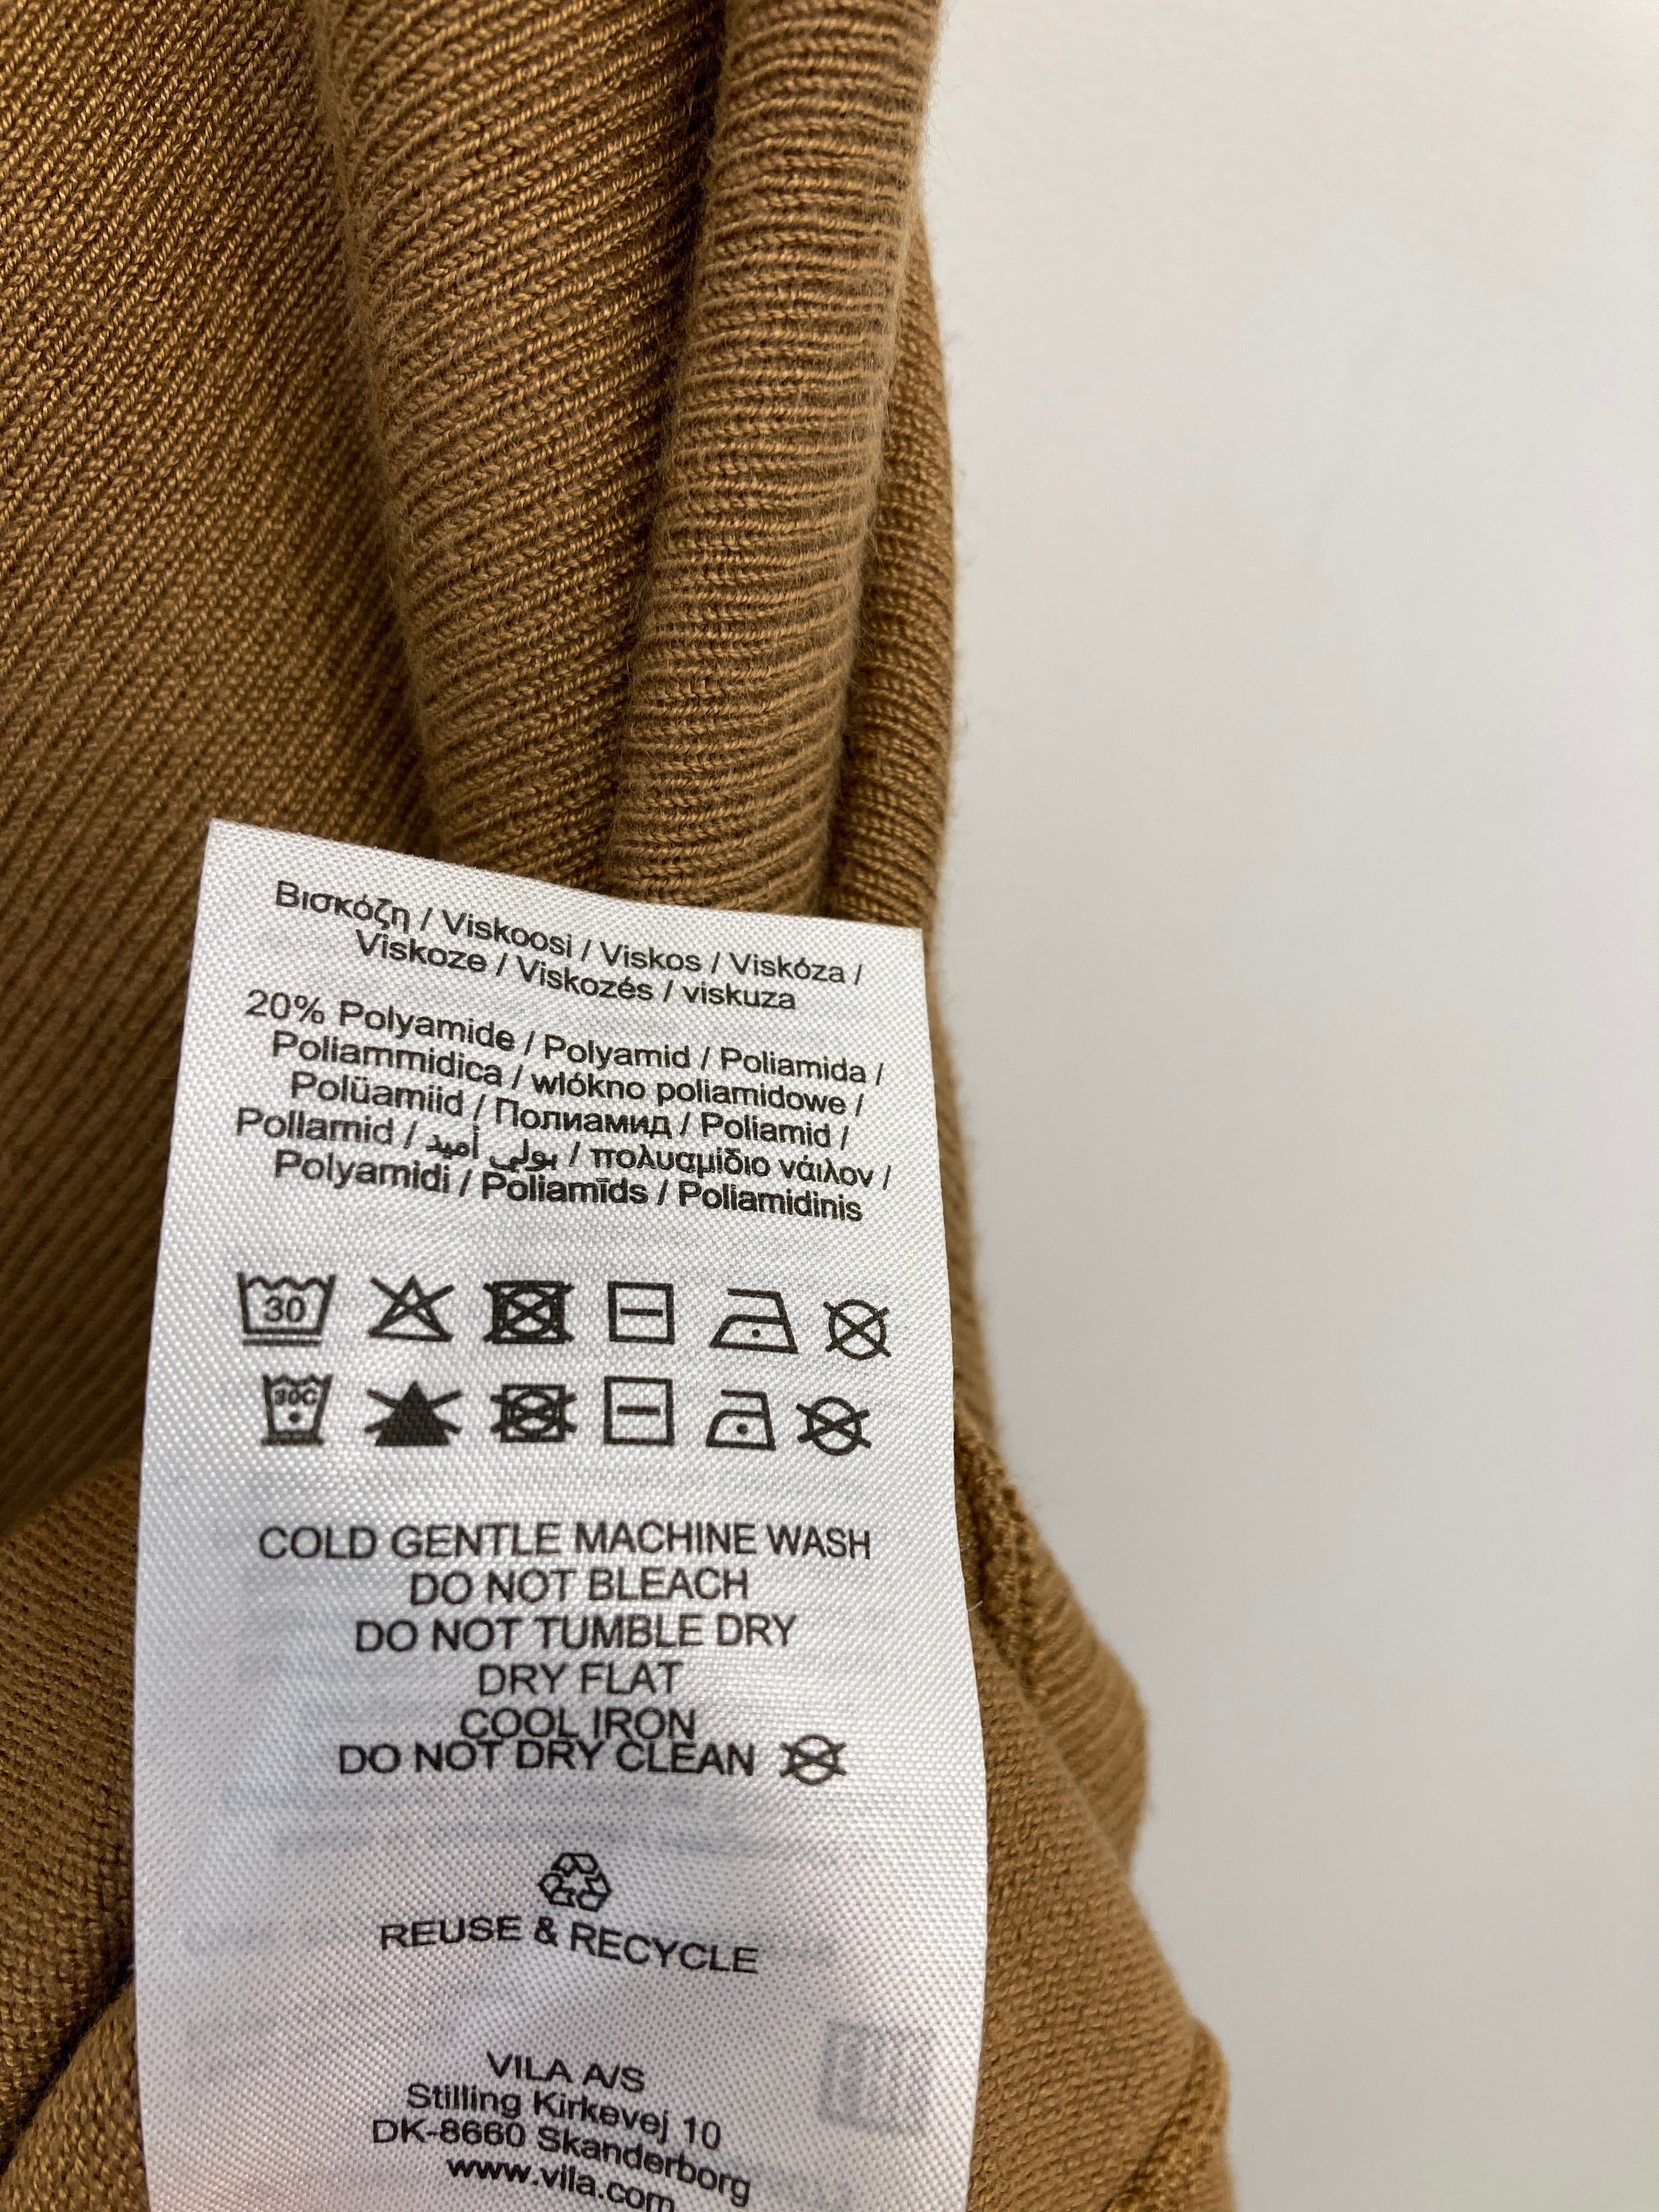 Βισκόζη / Viskoosi / Viskos / Viskóza /
Viskoze / Viskozés / viskuza
20% Polyamide / Polyamid / Poliamida /
Poliammidica / włókno poliamidowe /
Polüamiid / Полиамид / Poliamid /
Poliamid / بولي أميد / πολυαμίδιο νάιλον /
Polyamidi / Poliamīds / Poliamidinis
30
30C
COLD GENTLE MACHINE WASH
DO NOT BLEACH
DO NOT TUMBLE DRY
DRY FLAT
COOL IRON
DO NOT DRY CLEAN
REUSE & RECYCLE
VILA A/S
Stilling Kirkevej 10
DK-8660 Skanderborg
www.vila.com